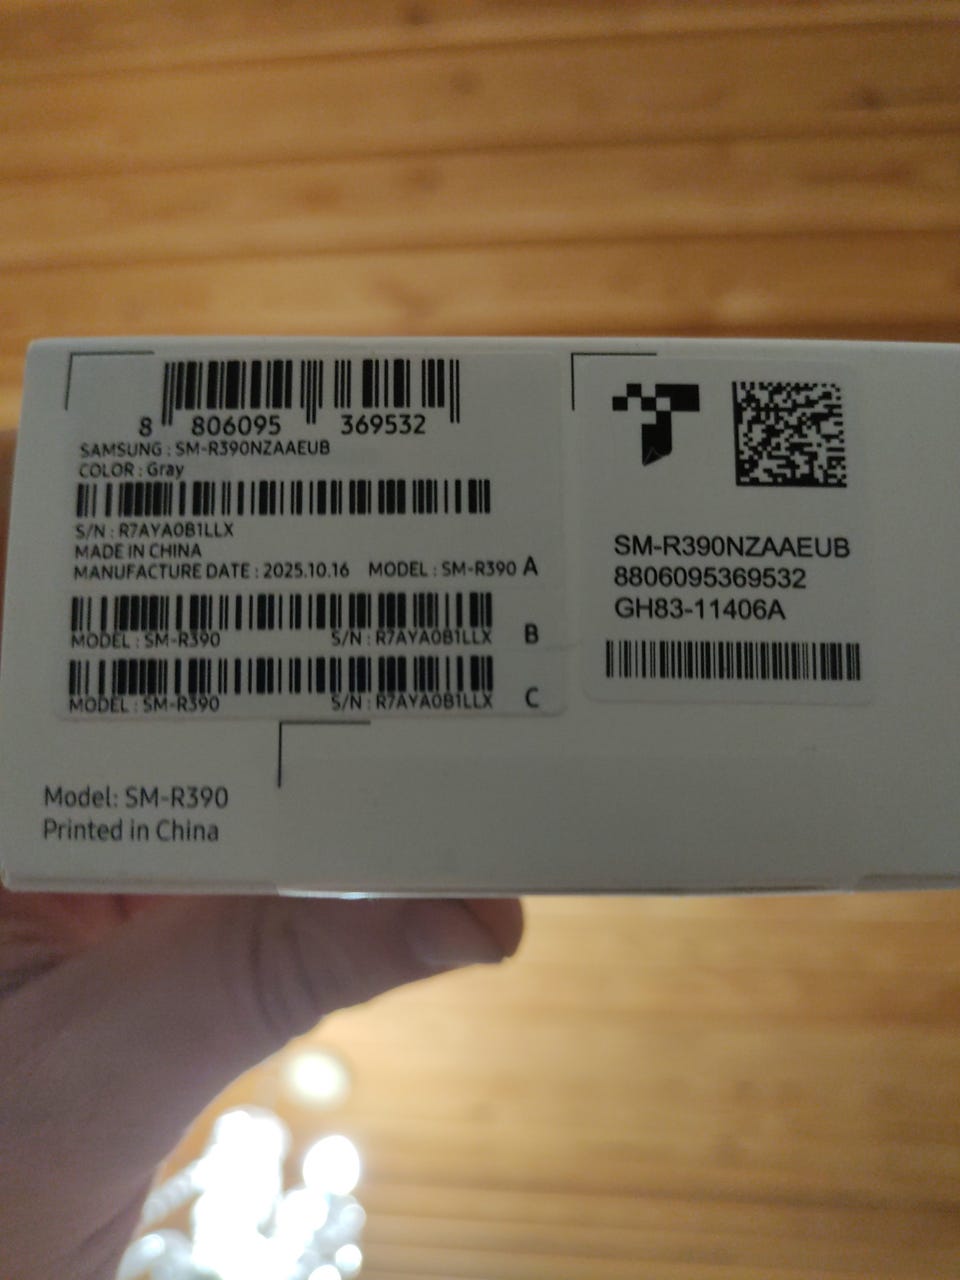 8 806095 369532
SAMSUNG : SM-R390NZAAEUB
COLOR : Gray
S/N : R7AYA0B1LLX
MADE IN CHINA
MANUFACTURE DATE : 2025.10.16 MODEL : SM-R390 A
MODEL : SM-R390 S/N : R7AYA0B1LLX B
MODEL : SM-R390 S/N : R7AYA0B1LLX C
SM-R390NZAAEUB
8806095369532
GH83-11406A
Model: SM-R390
Printed in China